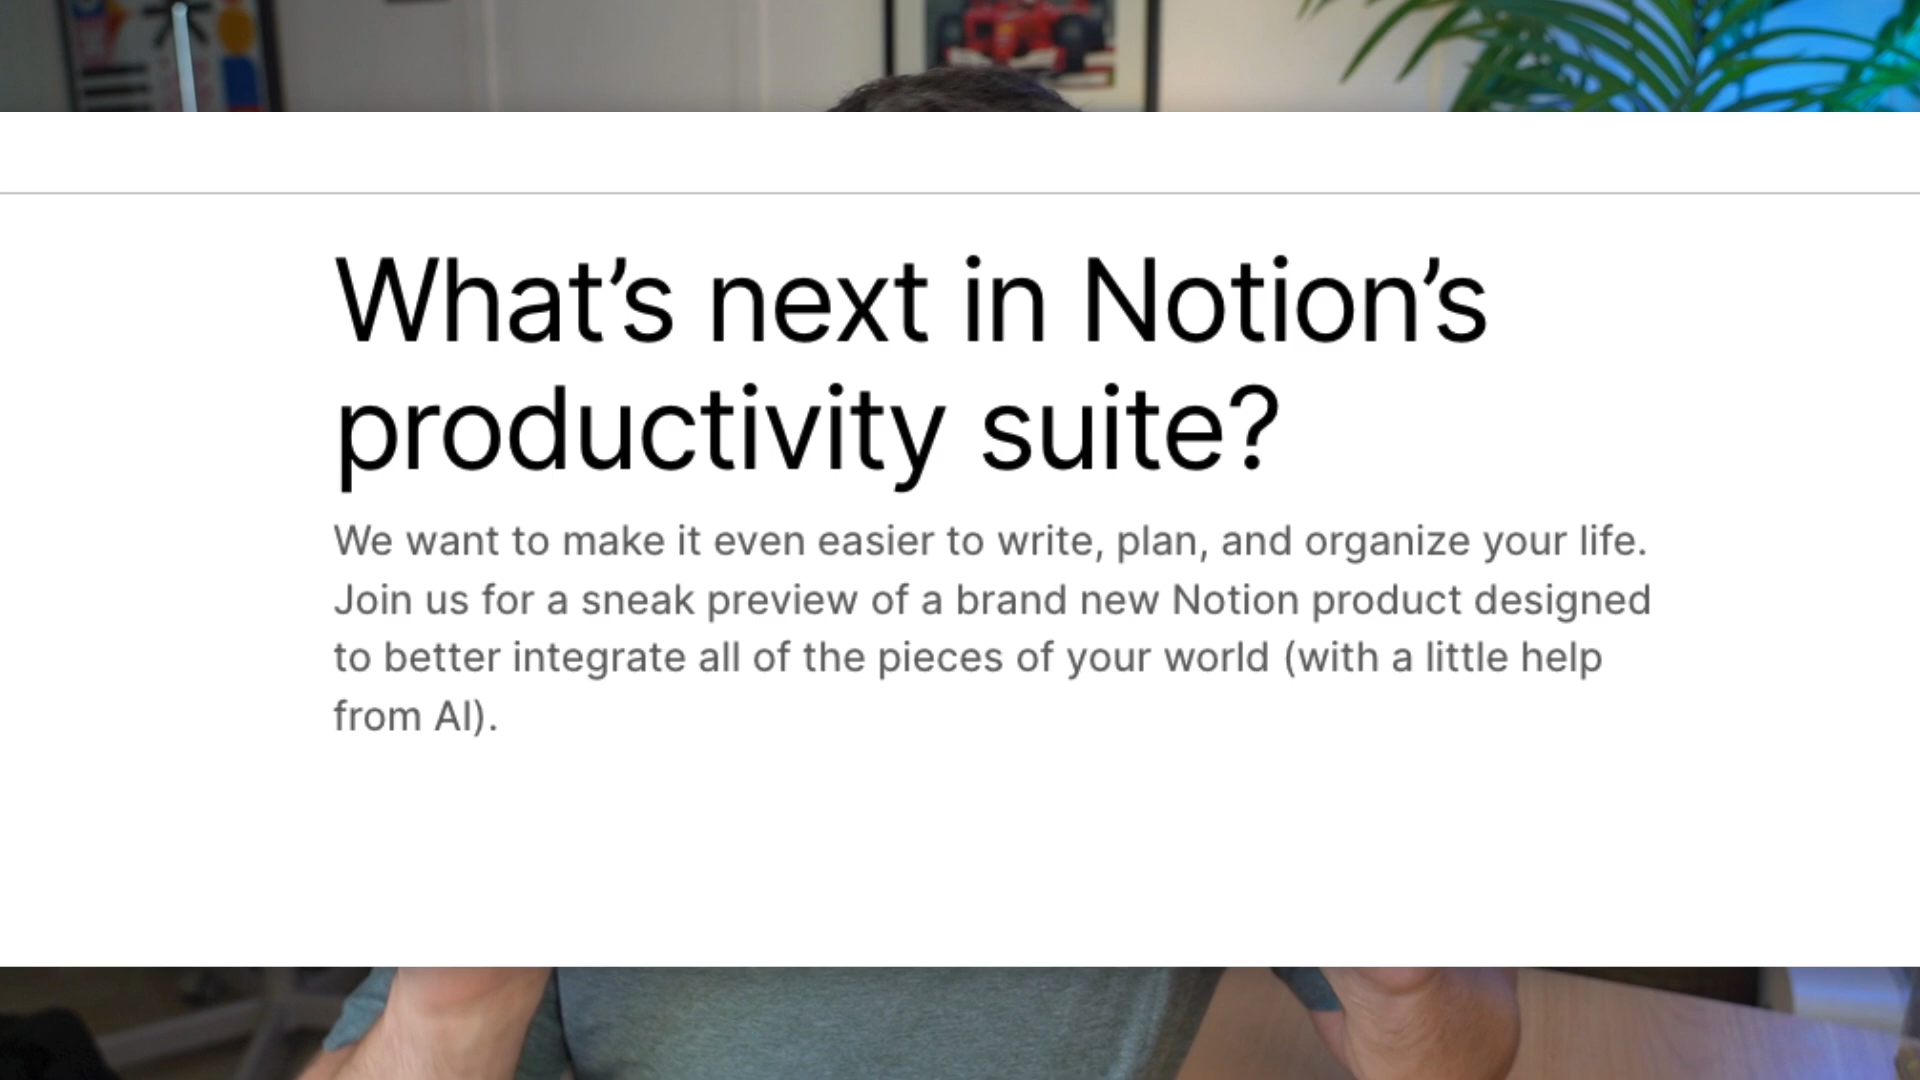 What’s next in Notion’s
productivity suite?
We want to make it even easier to write, plan, and organize your life.
Join us for a sneak preview of a brand new Notion product designed
to better integrate all of the pieces of your world (with a little help
from AI).